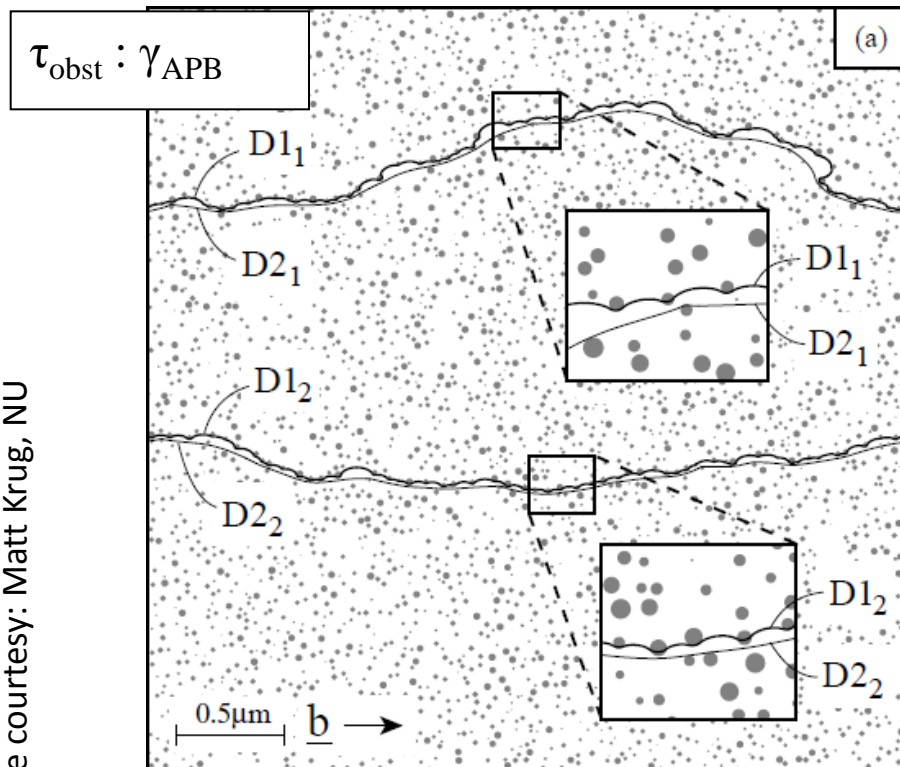 τobst : γAPB
(a)
D1₁
D2₁
D1₁
D2₁
D1₂
D2₂
D1₂
D2₂
0.5μm
b
e courtesy: Matt Krug, NU